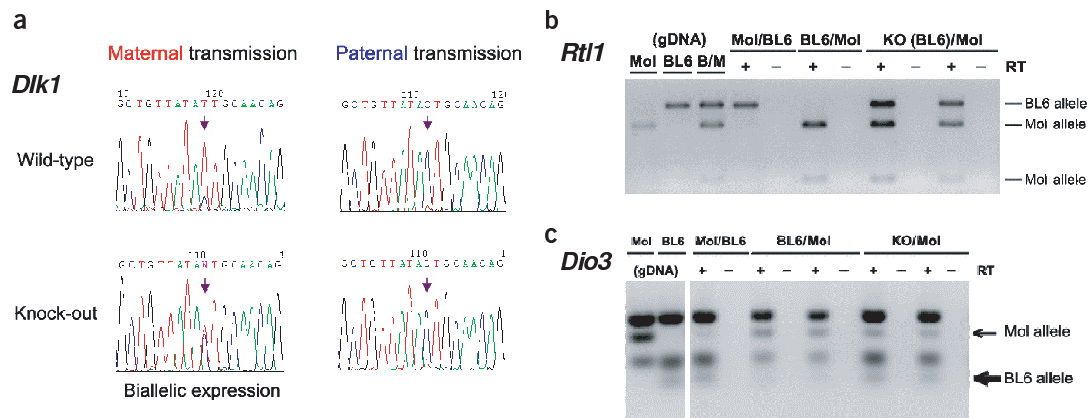 a
Maternal transmission
Paternal transmission
Dlk1
120
GCTGTTATATTGCAACAG
Wild-type
Knock-out
Biallelic expression
b
Rtl1
(gDNA)
Mol/BL6
BL6/Mol
KO (BL6)/Mol
Mol BL6 B/M
+ − + − + − + − RT
BL6 allele
Mol allele
Mol allele
c
Dio3
Mol BL6 Mol/BL6 BL6/Mol KO/Mol
(gDNA) + − + − + − + − + − RT
Mol allele
BL6 allele